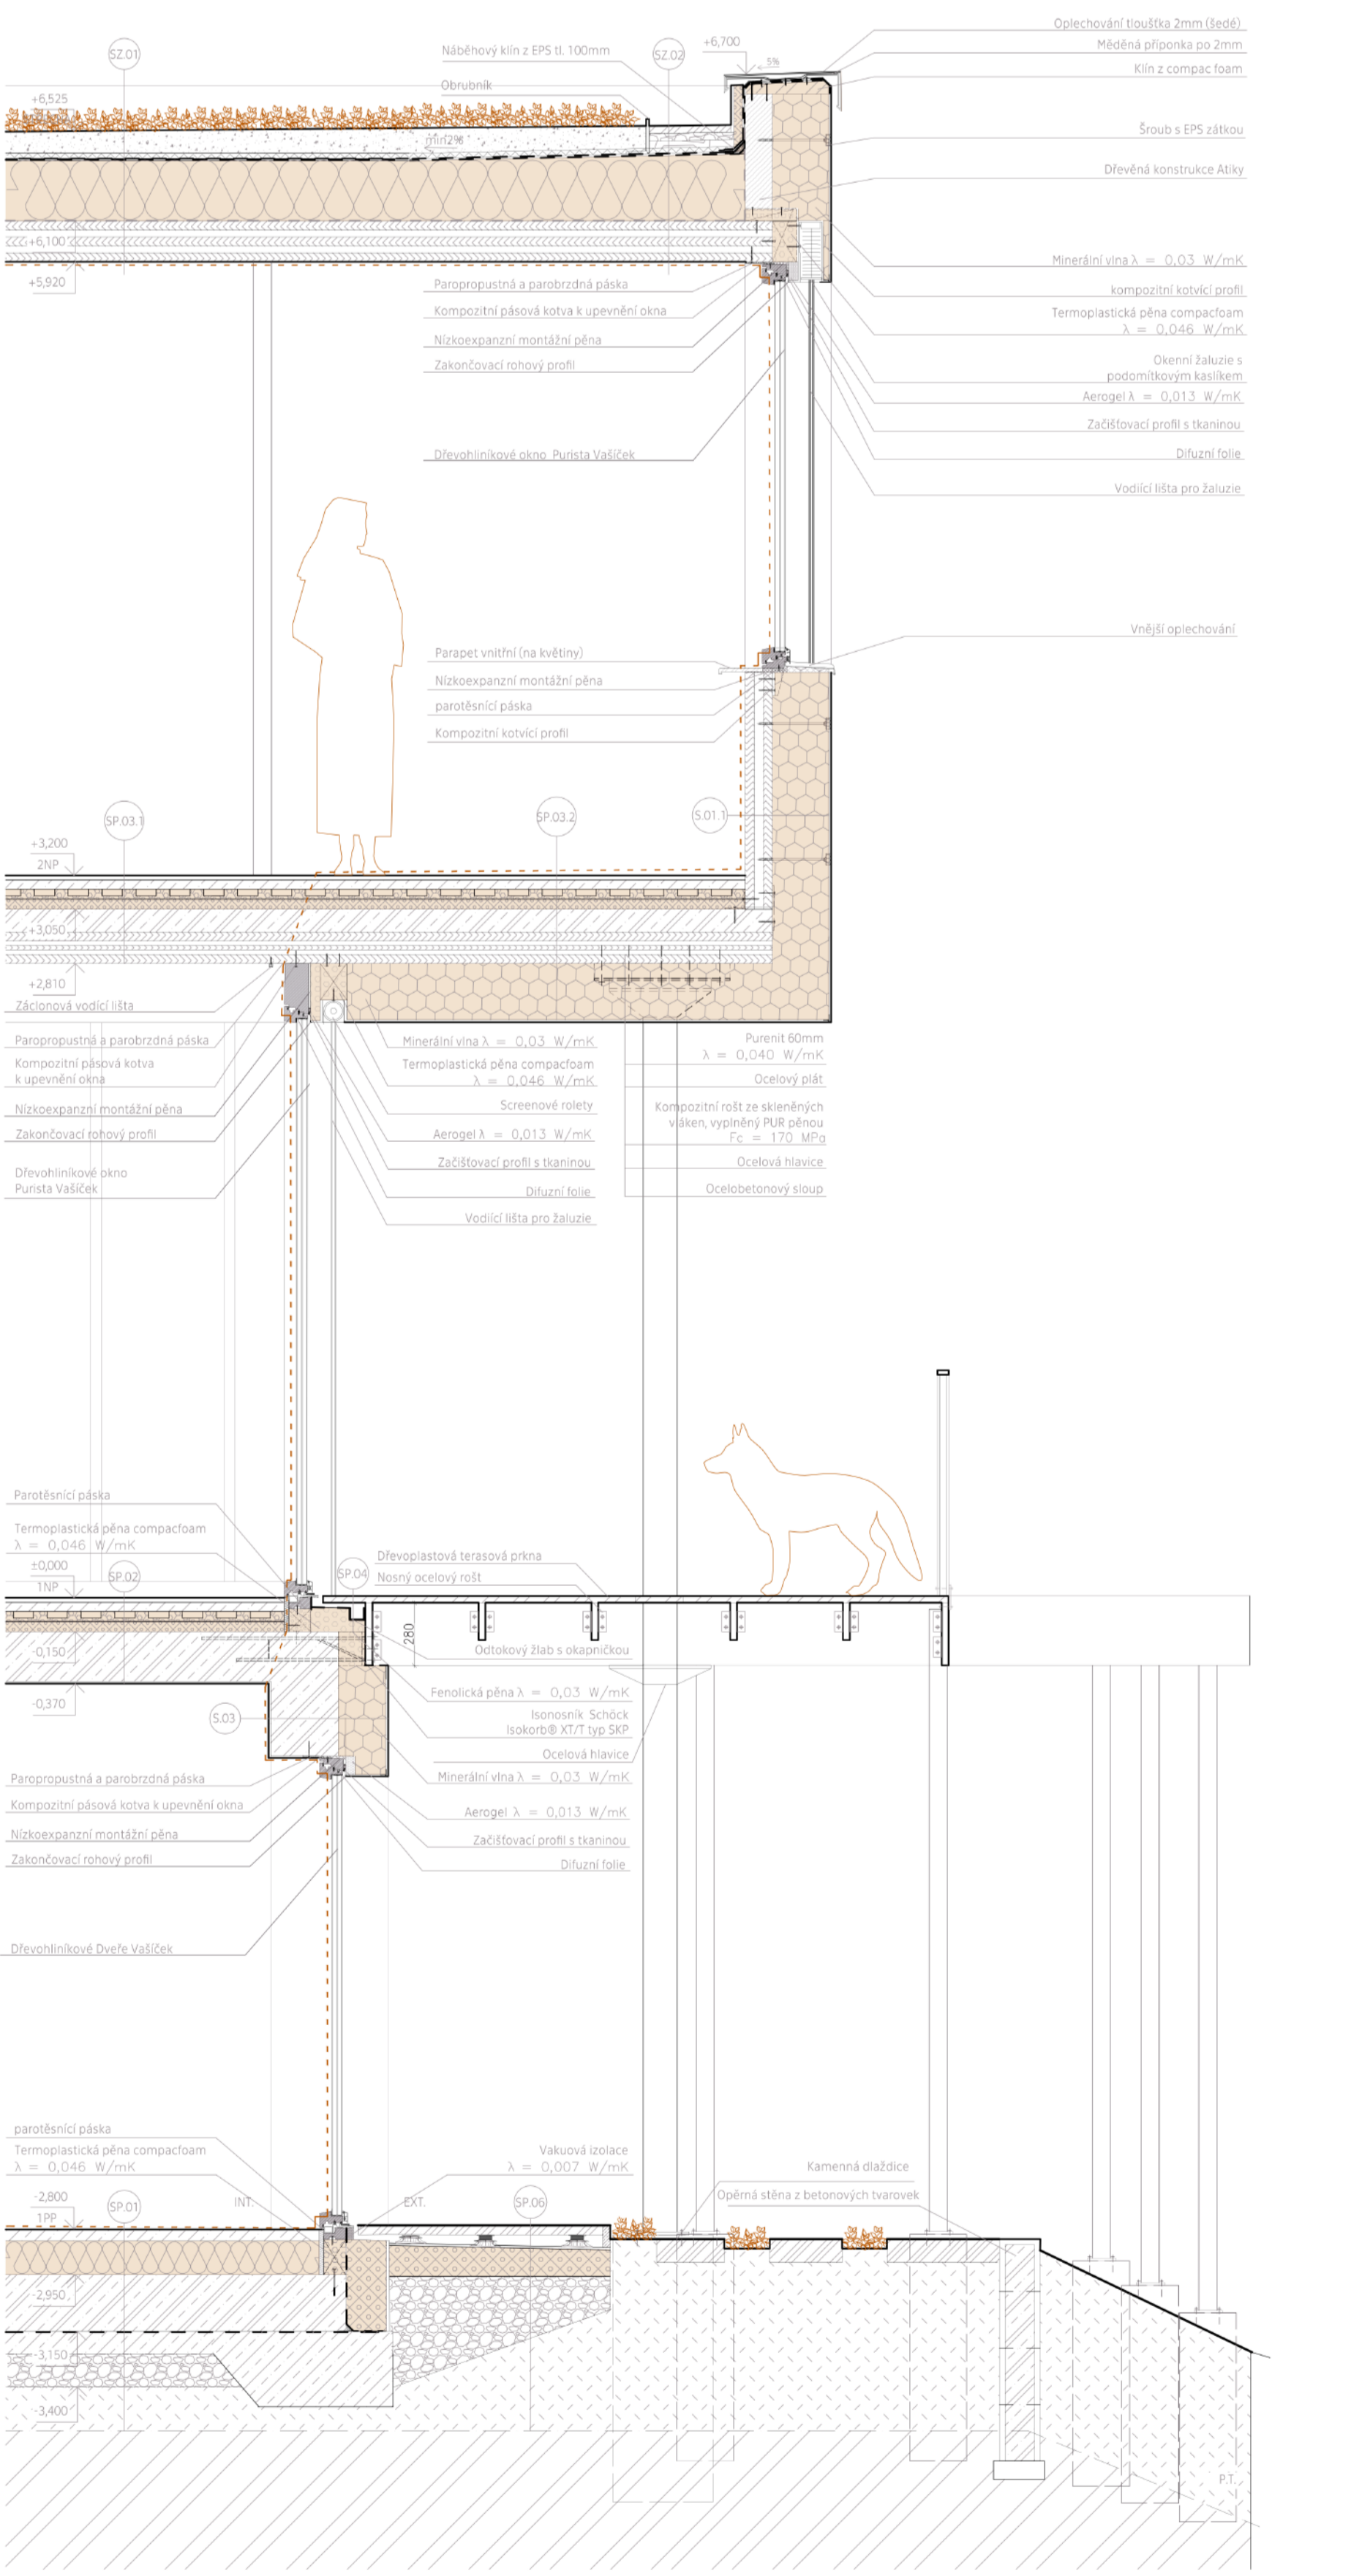 Oplechování tloušťka 2mm (šedé)
Měděná příponka po 2mm
Klín z compac foam
Šroub s EPS zátkou
Dřevěná konstrukce Atiky
Minerální vlna λ = 0,03 W/mK
kompozitní kotvící profil
Termoplastická pěna compacfoam
λ = 0,046 W/mK
Okenní žaluzie s
podomítkovým kaslíkem
Aerogel λ = 0,013 W/mK
Začišťovací profil s tkaninou
Difuzní folie
Vodiící lišta pro žaluzie
Vnější oplechování
SZ.01
Náběhový klín z EPS tl. 100mm
SZ.02
+6,700
5%
Obrubník
+6,525
min2%
+6,100
+5,920
Paropropustná a parobrzdná páska
Kompozitní pásová kotva k upevnění okna
Nízkoexpanzní montážní pěna
Zakončovací rohový profil
Dřevohliníkové okno Purista Vašíček
Parapet vnitřní (na květiny)
Nízkoexpanzní montážní pěna
parotěsnící páska
Kompozitní kotvící profil
SP.03.1
SP.03.2
S.01.1
+3,200
2NP
+3,050
+2,810
Záclonová vodící lišta
Paropropustná a parobrzdná páska
Kompozitní pásová kotva
k upevnění okna
Nízkoexpanzní montážní pěna
Zakončovací rohový profil
Dřevohliníkové okno
Purista Vašíček
Minerální vlna λ = 0,03 W/mK
Termoplastická pěna compacfoam
λ = 0,046 W/mK
Screenové rolety
Aerogel λ = 0,013 W/mK
Začišťovací profil s tkaninou
Difuzní folie
Vodiící lišta pro žaluzie
Purenit 60mm
λ = 0,040 W/mK
Ocelový plát
Kompozitní rošt ze skleněných
vláken, vyplněný PUR pěnou
Fc = 170 MPa
Ocelová hlavice
Ocelobetonový sloup
Parotěsnící páska
Termoplastická pěna compacfoam
λ = 0,046 W/mK
±0,000
1NP
SP.02
SP.04
Dřevoplastová terasová prkna
Nosný ocelový rošt
280
-0,150
-0,370
S.03
Odtokový žlab s okapničkou
Fenolická pěna λ = 0,03 W/mK
Isonosník Schöck
Isokorb® XT/T typ SKP
Ocelová hlavice
Minerální vlna λ = 0,03 W/mK
Aerogel λ = 0,013 W/mK
Začišťovací profil s tkaninou
Difuzní folie
Paropropustná a parobrzdná páska
Kompozitní pásová kotva k upevnění okna
Nízkoexpanzní montážní pěna
Zakončovací rohový profil
Dřevohliníkové Dveře Vašíček
parotěsnící páska
Termoplastická pěna compacfoam
λ = 0,046 W/mK
-2,800
1PP
SP.01
INT.
EXT.
Vakuová izolace
λ = 0,007 W/mK
SP.06
Kamenná dlaždice
Opěrná stěna z betonových tvarovek
-2,950
-3,150
-3,400
P.T.